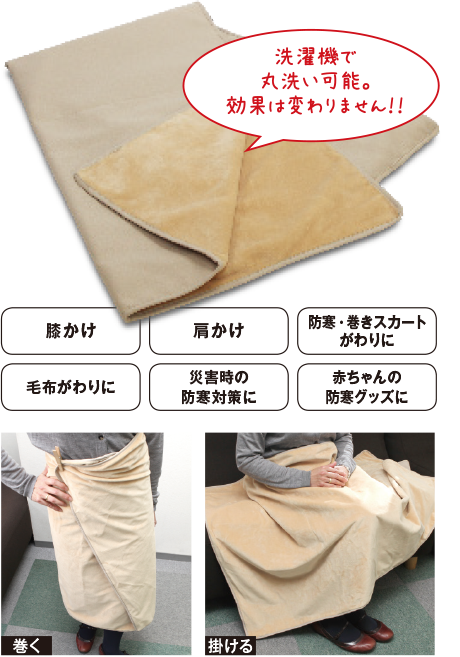 洗濯機で
丸洗い可能。
効果は変わりません!!
膝かけ
肩かけ
防寒・巻きスカート
がわりに
毛布がわりに
災害時の
防寒対策に
赤ちゃんの
防寒グッズに
巻く
掛ける